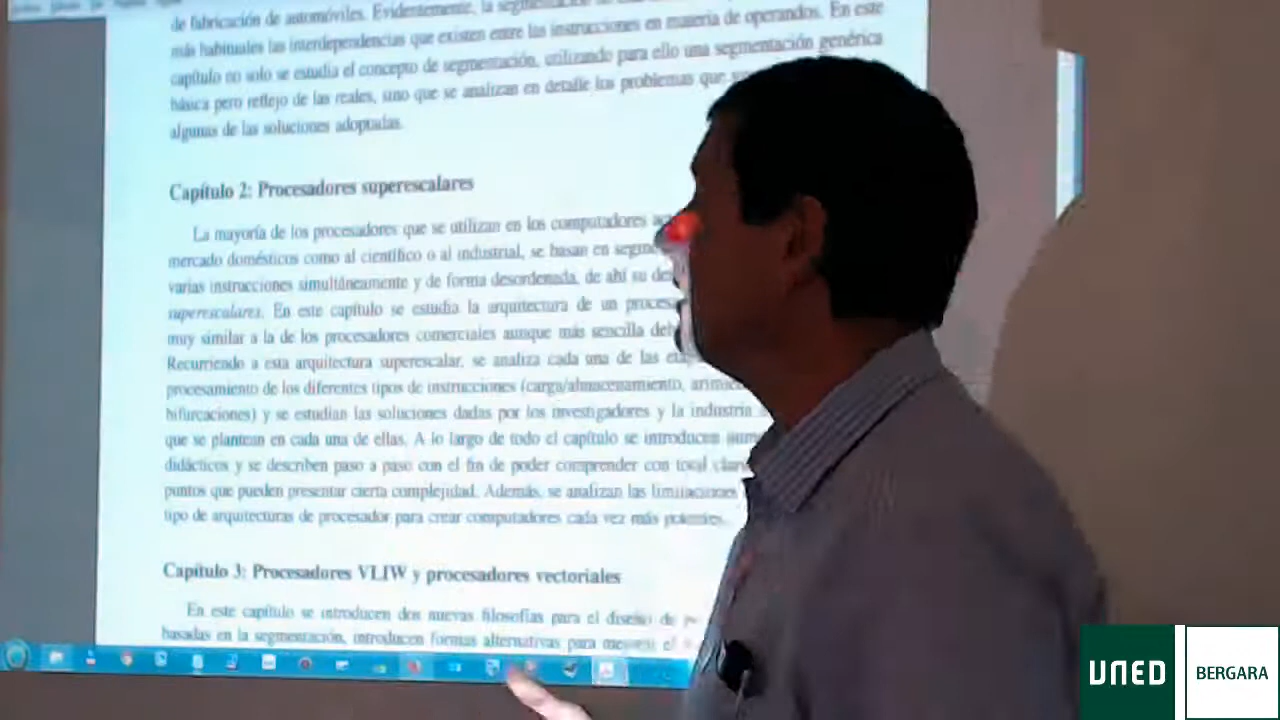 de fabricación de automóviles. Evidentemente, la segmentación de
más habituales las interdependencias que existen entre las instrucciones en materia de operandos. En este
capítulo no solo se estudia el concepto de segmentación, utilizando para ello una segmentación genérica
básica pero reflejo de las reales, sino que se analizan en detalle los problemas que
algunas de las soluciones adoptadas.
Capítulo 2: Procesadores superescalares
La mayoría de los procesadores que se utilizan en los computadores
mercado domésticos como al científico o al industrial, se basan en
varias instrucciones simultáneamente y de forma desordenada, de ahí su
superescalares. En este capítulo se estudia la arquitectura de un
muy similar a la de los procesadores comerciales aunque más sencilla
Recurriendo a esta arquitectura superescalar, se analiza cada una de las
procesamiento de los diferentes tipos de instrucciones (carga/almacenamiento,
bifurcaciones) y se estudian las soluciones dadas por los investigadores y la industria
que se plantean en cada una de ellas. A lo largo de todo el capítulo se introducen
didácticos y se describen paso a paso con el fin de poder comprender con total
puntos que pueden presentar cierta complejidad. Además, se analizan las limitaciones
tipo de arquitecturas de procesador para crear computadores cada vez más potentes.
Capítulo 3: Procesadores VLIW y procesadores vectoriales
En este capítulo se introducen dos nuevas filosofías para el diseño de
basadas en la segmentación, introducen formas alternativas para mejorar el
UNED
BERGARA